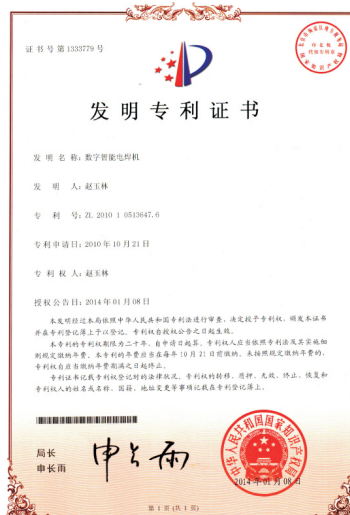 证书号第1333779号
发明专利证书
发 明 名 称:数字智能电焊机
发 明 人:赵玉林
专 利 号:ZL 2010 1 0513647.6
专利申请日:2010年10月21日
专 利 权 人:赵玉林
授权公告日:2014年01月08日
本发明经过本局依照中华人民共和国专利法进行审查,决定授予专利权,颁发本证书
并在专利登记簿上予以登记。专利权自授权公告之日起生效。
本专利的专利权期限为二十年,自申请日起算。专利权人应当依照专利法及其实施细
则规定缴纳年费。本专利的年费应当在每年10月21日前缴纳。未按照规定缴纳年费的,
专利权自应当缴纳年费期满之日起终止。
专利证书记载专利权登记时的法律状况。专利权的转移、质押、无效、终止、恢复和
专利权人的姓名或名称、国籍、地址变更等事项记载在专利登记簿上。
局长
申长雨
申长雨
中华人民共和国国家知识产权局
2014年01月08日
第1页(共1页)